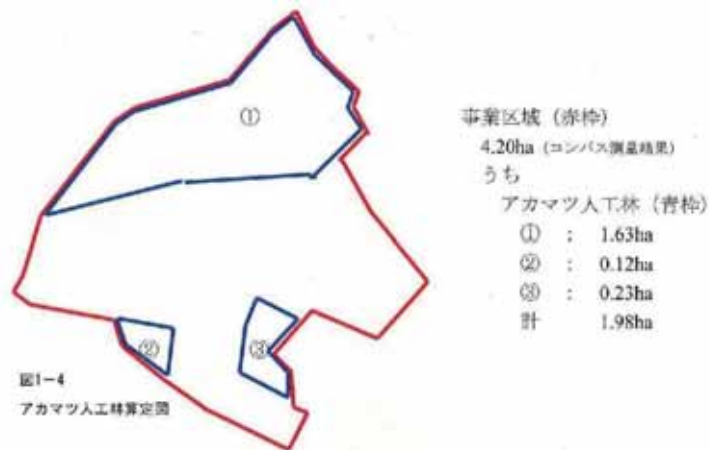 ①
事業区域（赤枠）
4.20ha（コンパス測量結果）
うち
アカマツ人工林（青枠）
① ： 1.63ha
② ： 0.12ha
③ ： 0.23ha
計 1.98ha
②
③
図1-4
アカマツ人工林算定図